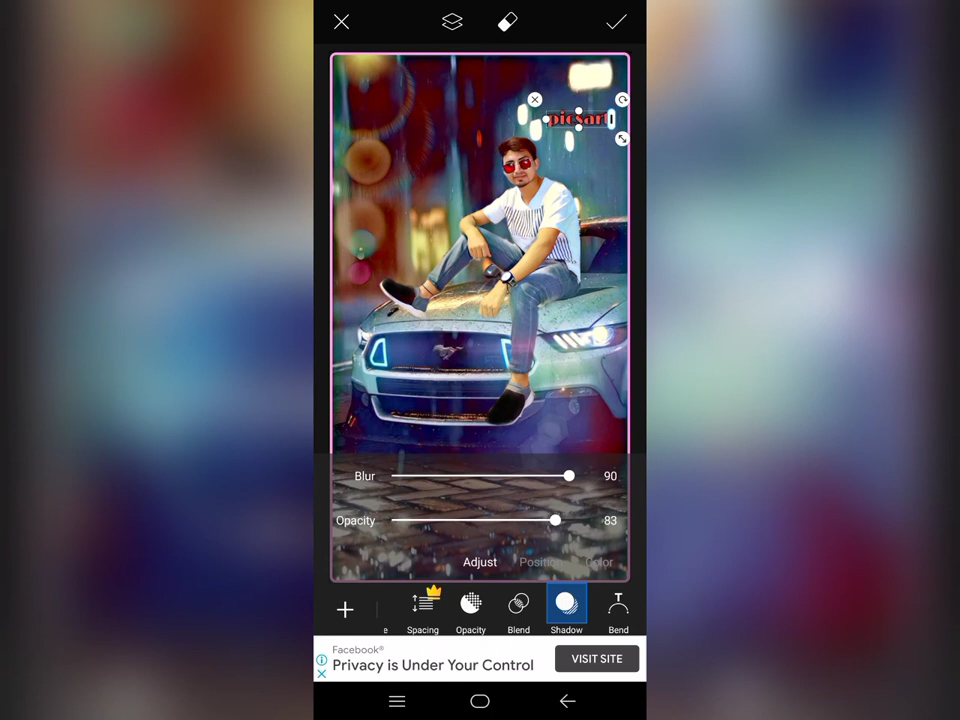 picsart
Blur 90
Opacity 83
Adjust Position Color
e Spacing Opacity Blend Shadow Bend
Facebook®
Privacy is Under Your Control
VISIT SITE